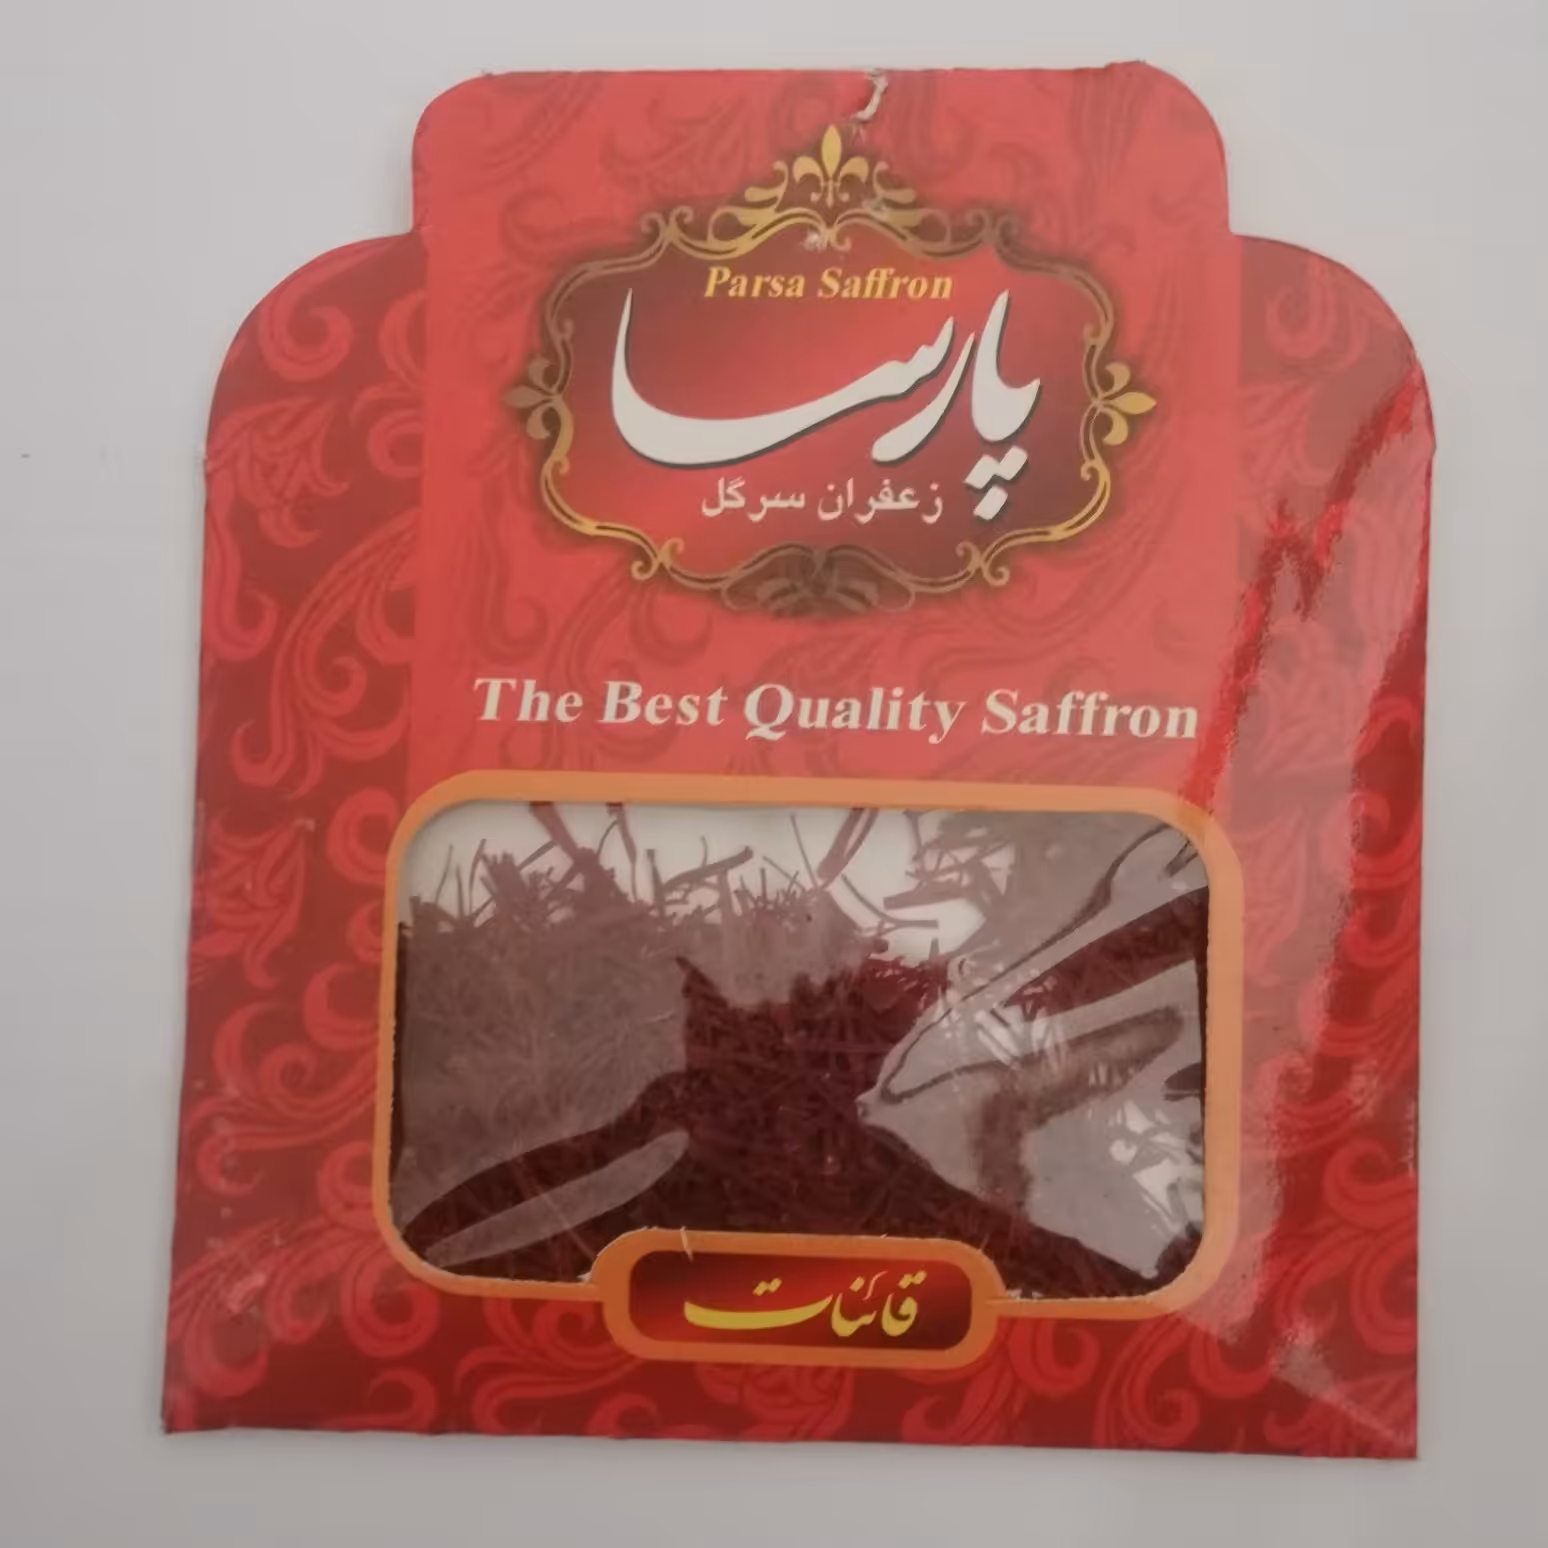 Parsa Saffron
پارسا
زعفران سرگل
The Best Quality Saffron
قائنات